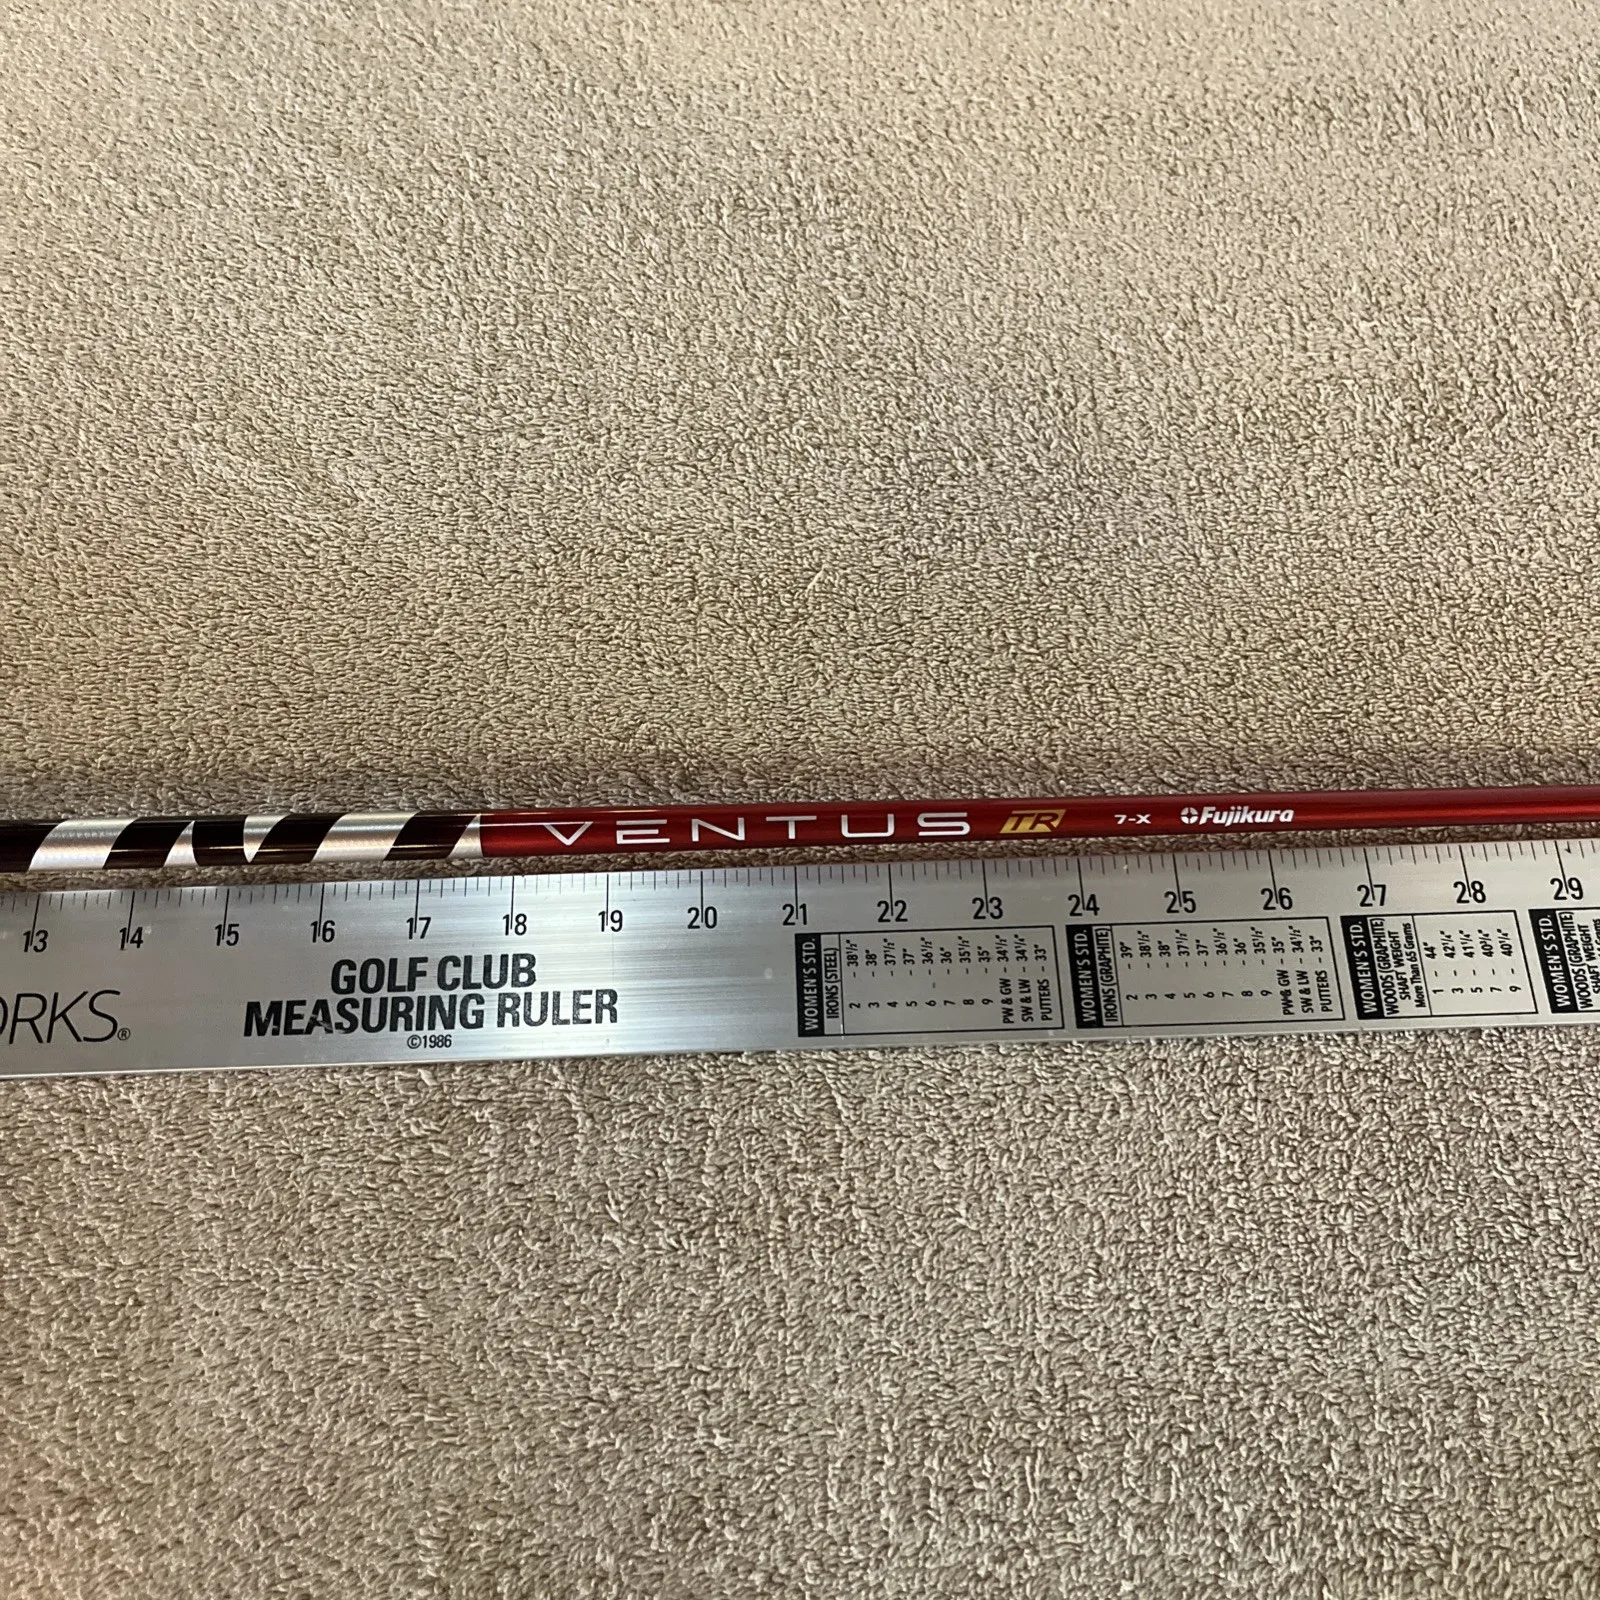 VENTUS TR 7-X Fujikura
13 14 15 16 17 18 19 20 21 22 23 24 25 26 27 28 29
ORKS®
GOLF CLUB
MEASURING RULER
©1986
WOMEN'S STD.
IRONS (STEEL)
2 - 38½"
3 - 38"
4 - 37½"
5 - 37"
6 - 36½"
7 - 36"
8 - 35½"
9 - 35"
PW & GW - 34½"
SW & LW - 34¼"
PUTTERS - 33"
WOMEN'S STD.
IRONS (GRAPHITE)
2 - 39"
3 - 38½"
4 - 38"
5 - 37½"
6 - 37"
7 - 36½"
8 - 36"
9 - 35½"
PW & GW - 35"
SW & LW - 34½"
PUTTERS - 33"
WOMEN'S STD.
WOODS (GRAPHITE)
SHAFT WEIGHT
More Than 65 Grams
1 - 44"
3 - 42¼"
5 - 41¼"
7 - 40¾"
9 - 40¼"
WOMEN'S STD.
WOODS (GRAPHITE)
SHAFT WEIGHT